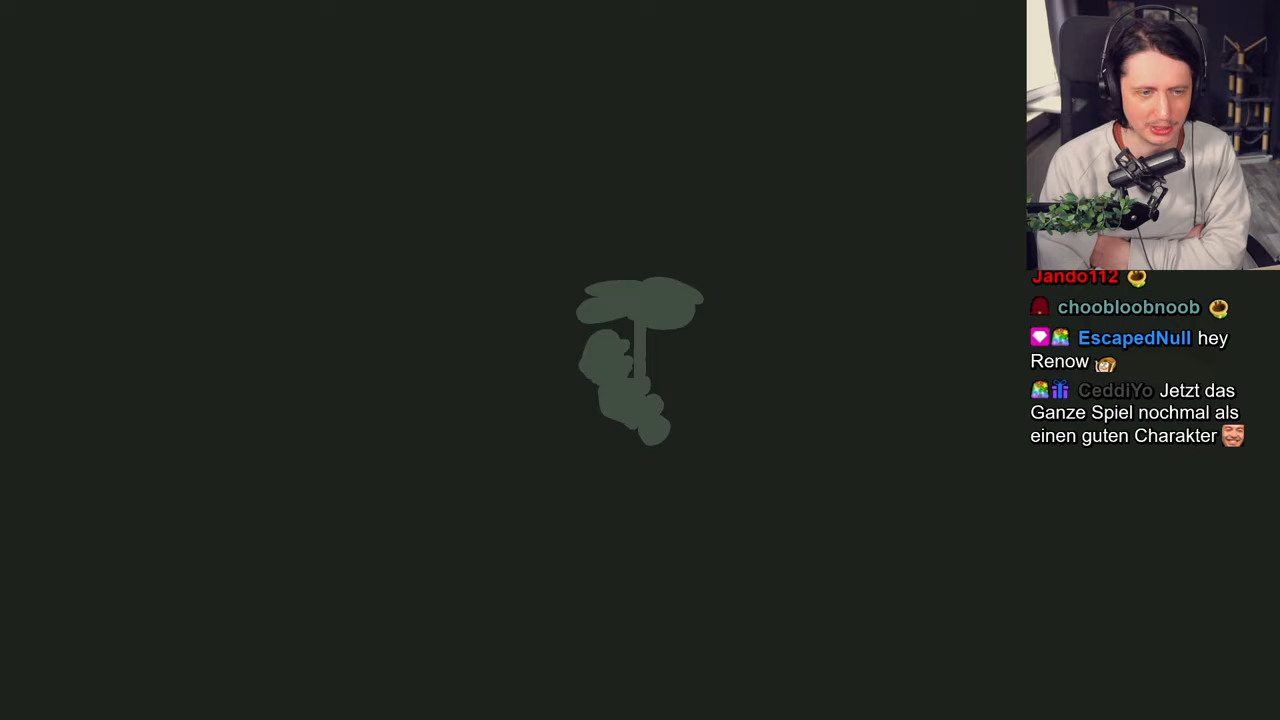 Jando112
choobloobnoob
EscapedNull hey
Renow
CeddiYo Jetzt das
Ganze Spiel nochmal als
einen guten Charakter